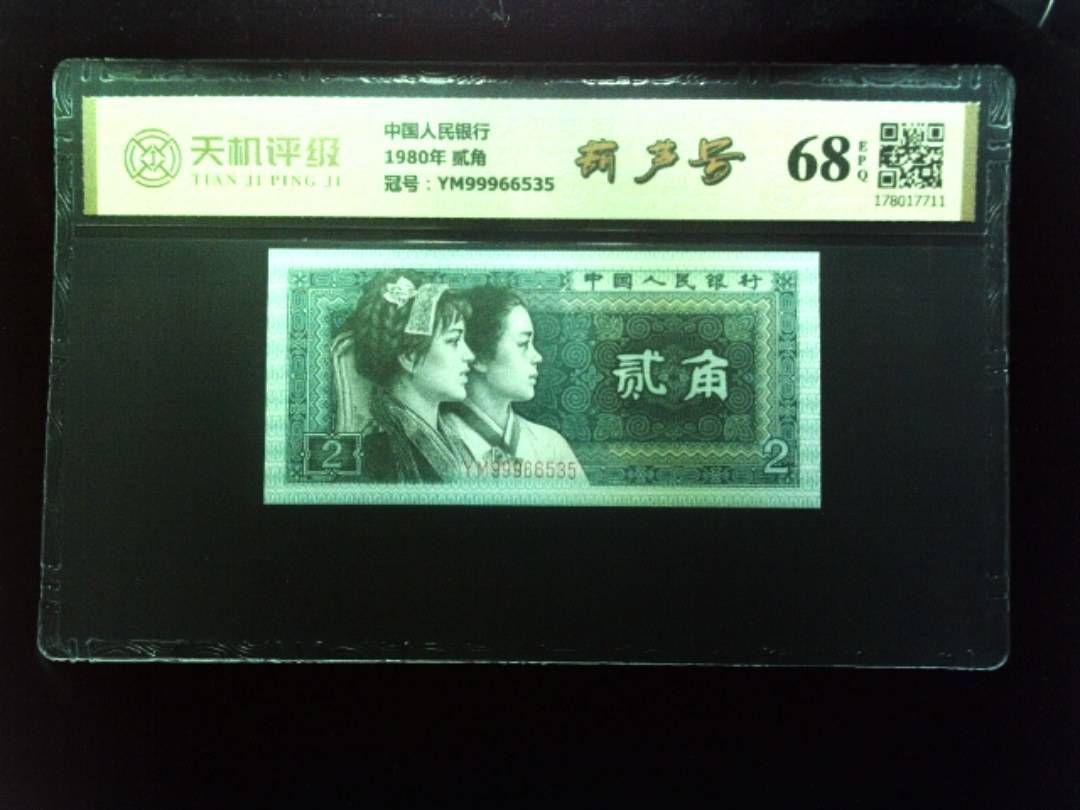 天机评级
TIAN JI PING JI
中国人民银行
1980年 贰角
冠号：YM99966535
葫芦号
68
EPQ
178017711
中国人民银行
贰角
2
2
YM99966535